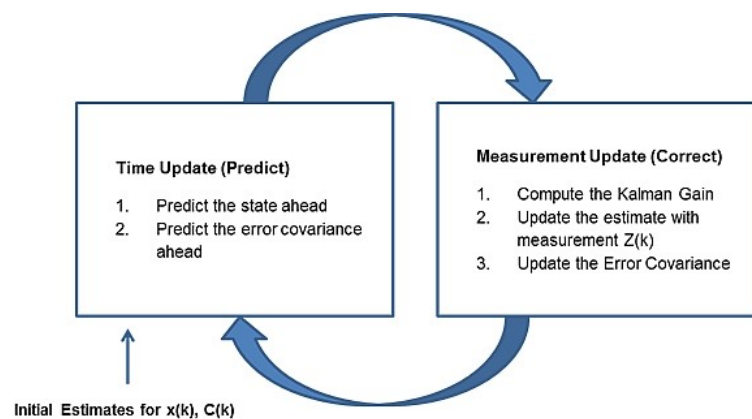 Time Update (Predict)
1. Predict the state ahead
2. Predict the error covariance
ahead
Measurement Update (Correct)
1. Compute the Kalman Gain
2. Update the estimate with
measurement Z(k)
3. Update the Error Covariance
Initial Estimates for x(k), C(k)